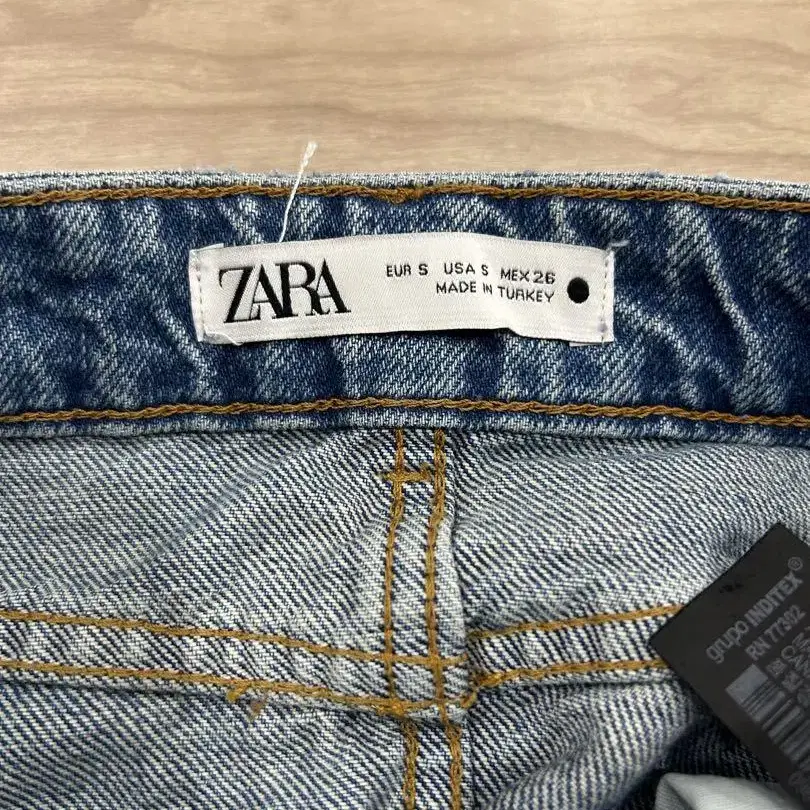 ZARA
EUR S USA S MEX 26
MADE IN TURKEY
grupo INDITEX®
RN 77302